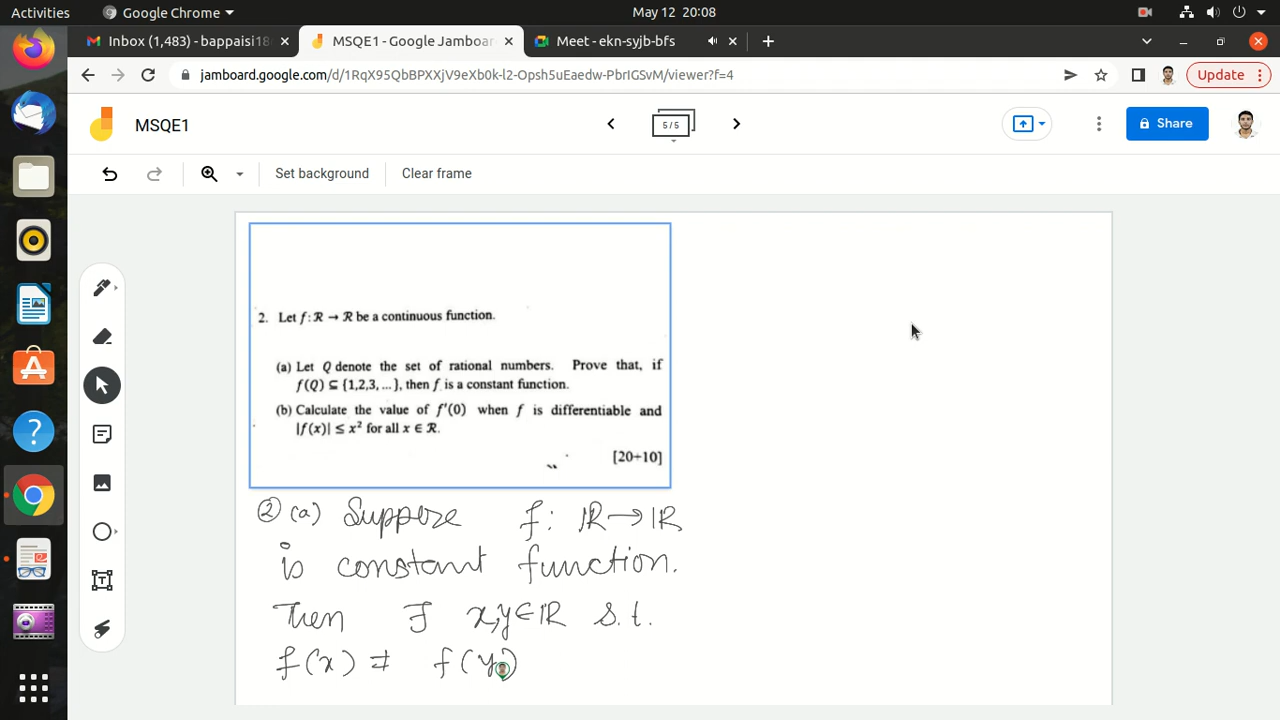 Activities
Google Chrome
May 12 20:08
Inbox (1,483) - bappaisi18
MSQE1 - Google Jamboar
Meet - ekn-syjb-bfs
jamboard.google.com/d/1RqX95QbBPXXjV9eXb0k-l2-Opsh5uEaedw-PbrIGSvM/viewer?f=4
Update
MSQE1
5/5
Share
Set background
Clear frame
2. Let f: R → R be a continuous function.
(a) Let Q denote the set of rational numbers. Prove that, if
f(Q) ⊆ {1,2,3, ...}, then f is a constant function.
(b) Calculate the value of f′(0) when f is differentiable and
|f(x)| ≤ x² for all x ∈ R.
[20+10]
② (a) Suppose f: ℝ → ℝ
is constant function.
Then ∃ x,y ∈ ℝ s.t.
f(x) ≠ f(y)